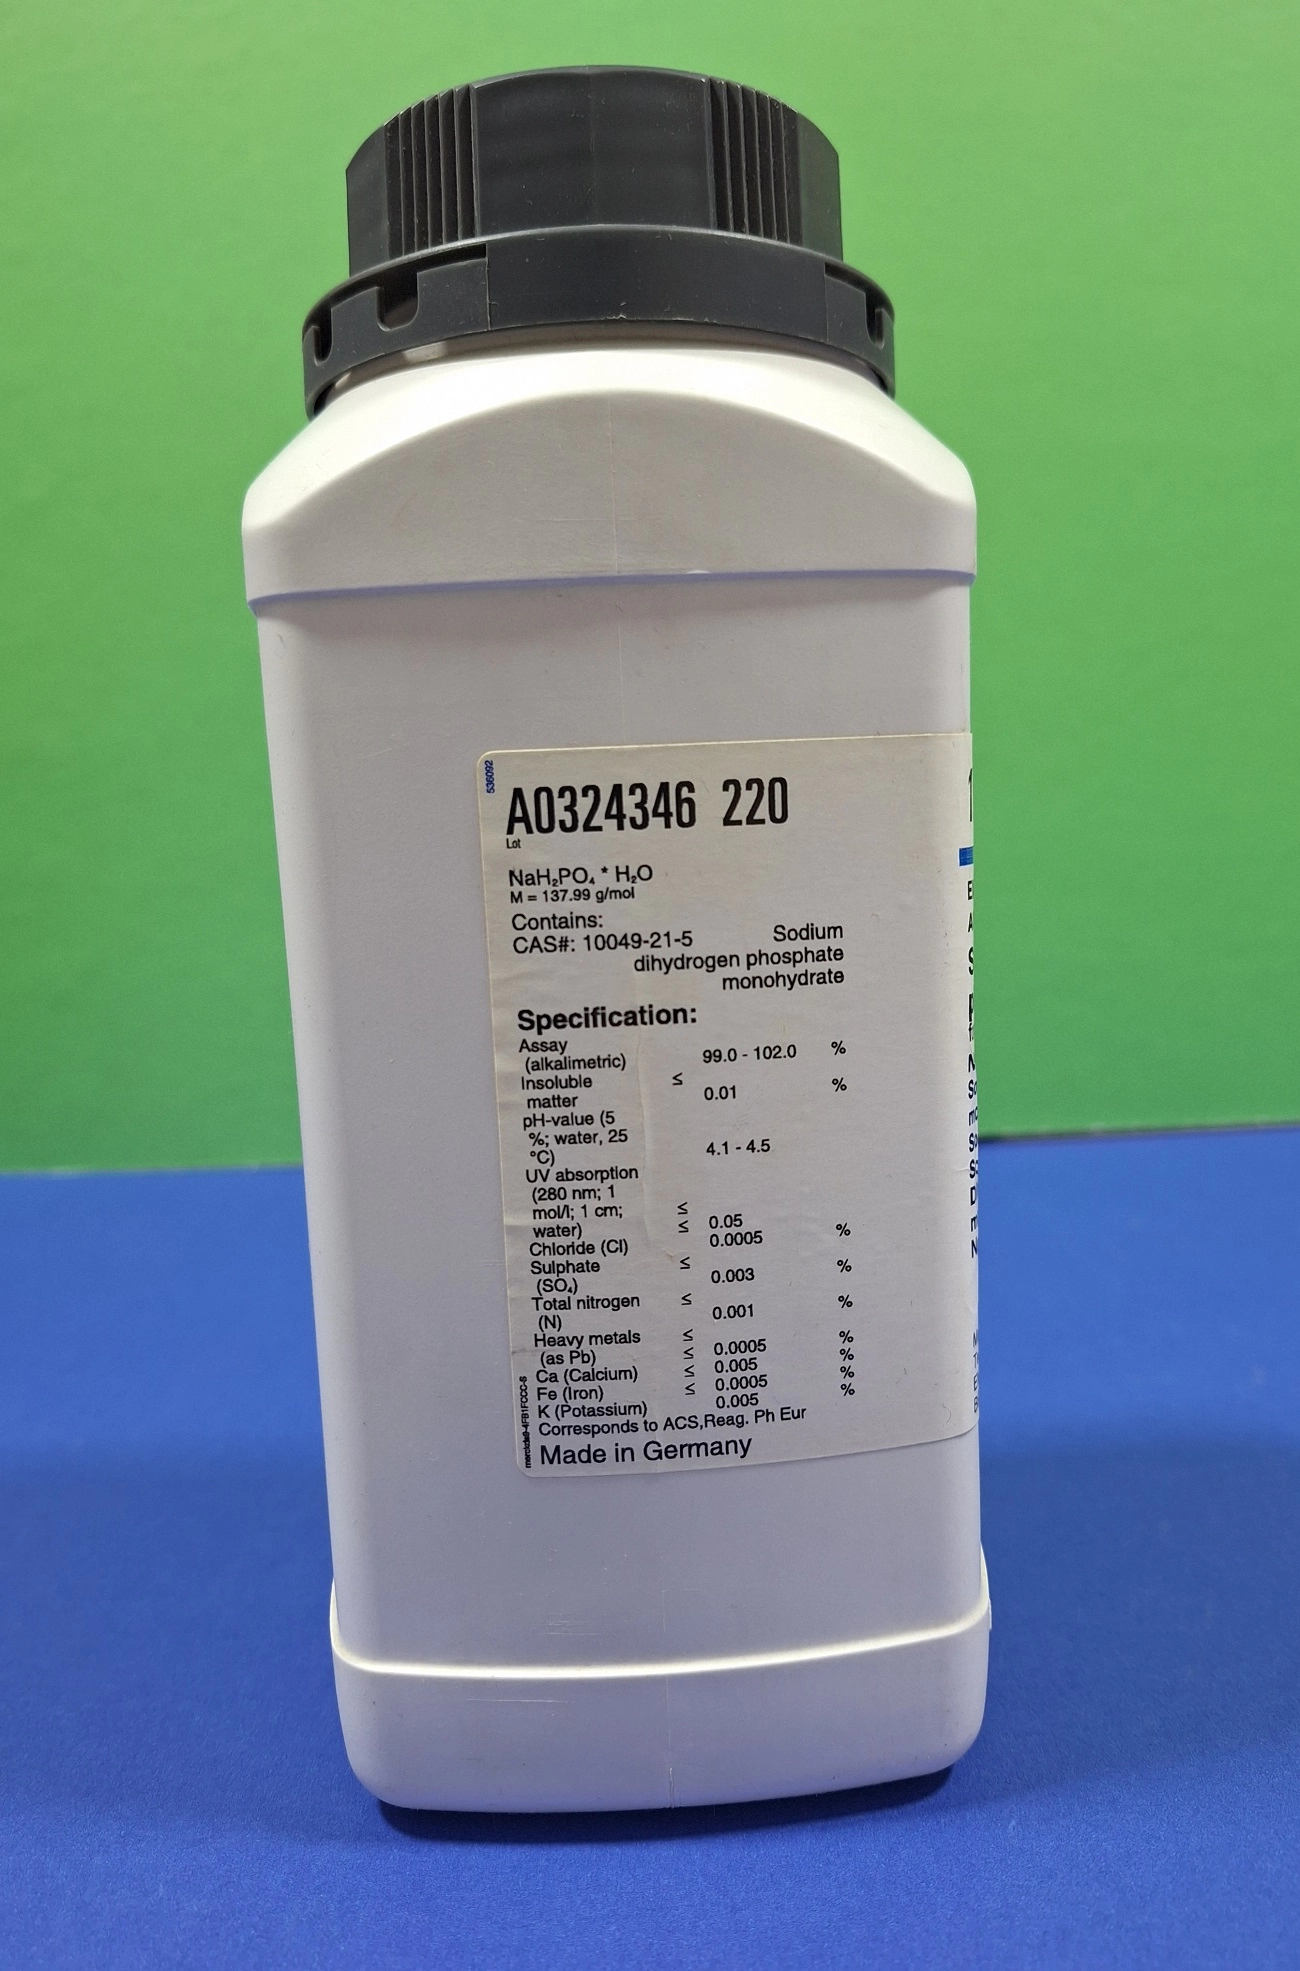 536092
A0324346 220
Lot
NaH₂PO₄ * H₂O
M = 137.99 g/mol
Contains:
CAS#: 10049-21-5 Sodium
dihydrogen phosphate
monohydrate
Specification:
Assay
(alkalimetric) 99.0 - 102.0 %
Insoluble ≤
matter 0.01 %
pH-value (5
%; water, 25
°C) 4.1 - 4.5
UV absorption
(280 nm; 1
mol/l; 1 cm; ≤
water) ≤ 0.05
Chloride (Cl) 0.0005 %
Sulphate ≤
(SO₄) 0.003 %
Total nitrogen ≤
(N) 0.001 %
Heavy metals ≤
(as Pb) ≤ 0.0005 %
Ca (Calcium) ≤ 0.005 %
Fe (Iron) ≤ 0.0005 %
K (Potassium) 0.005 %
Corresponds to ACS,Reag. Ph Eur
Made in Germany